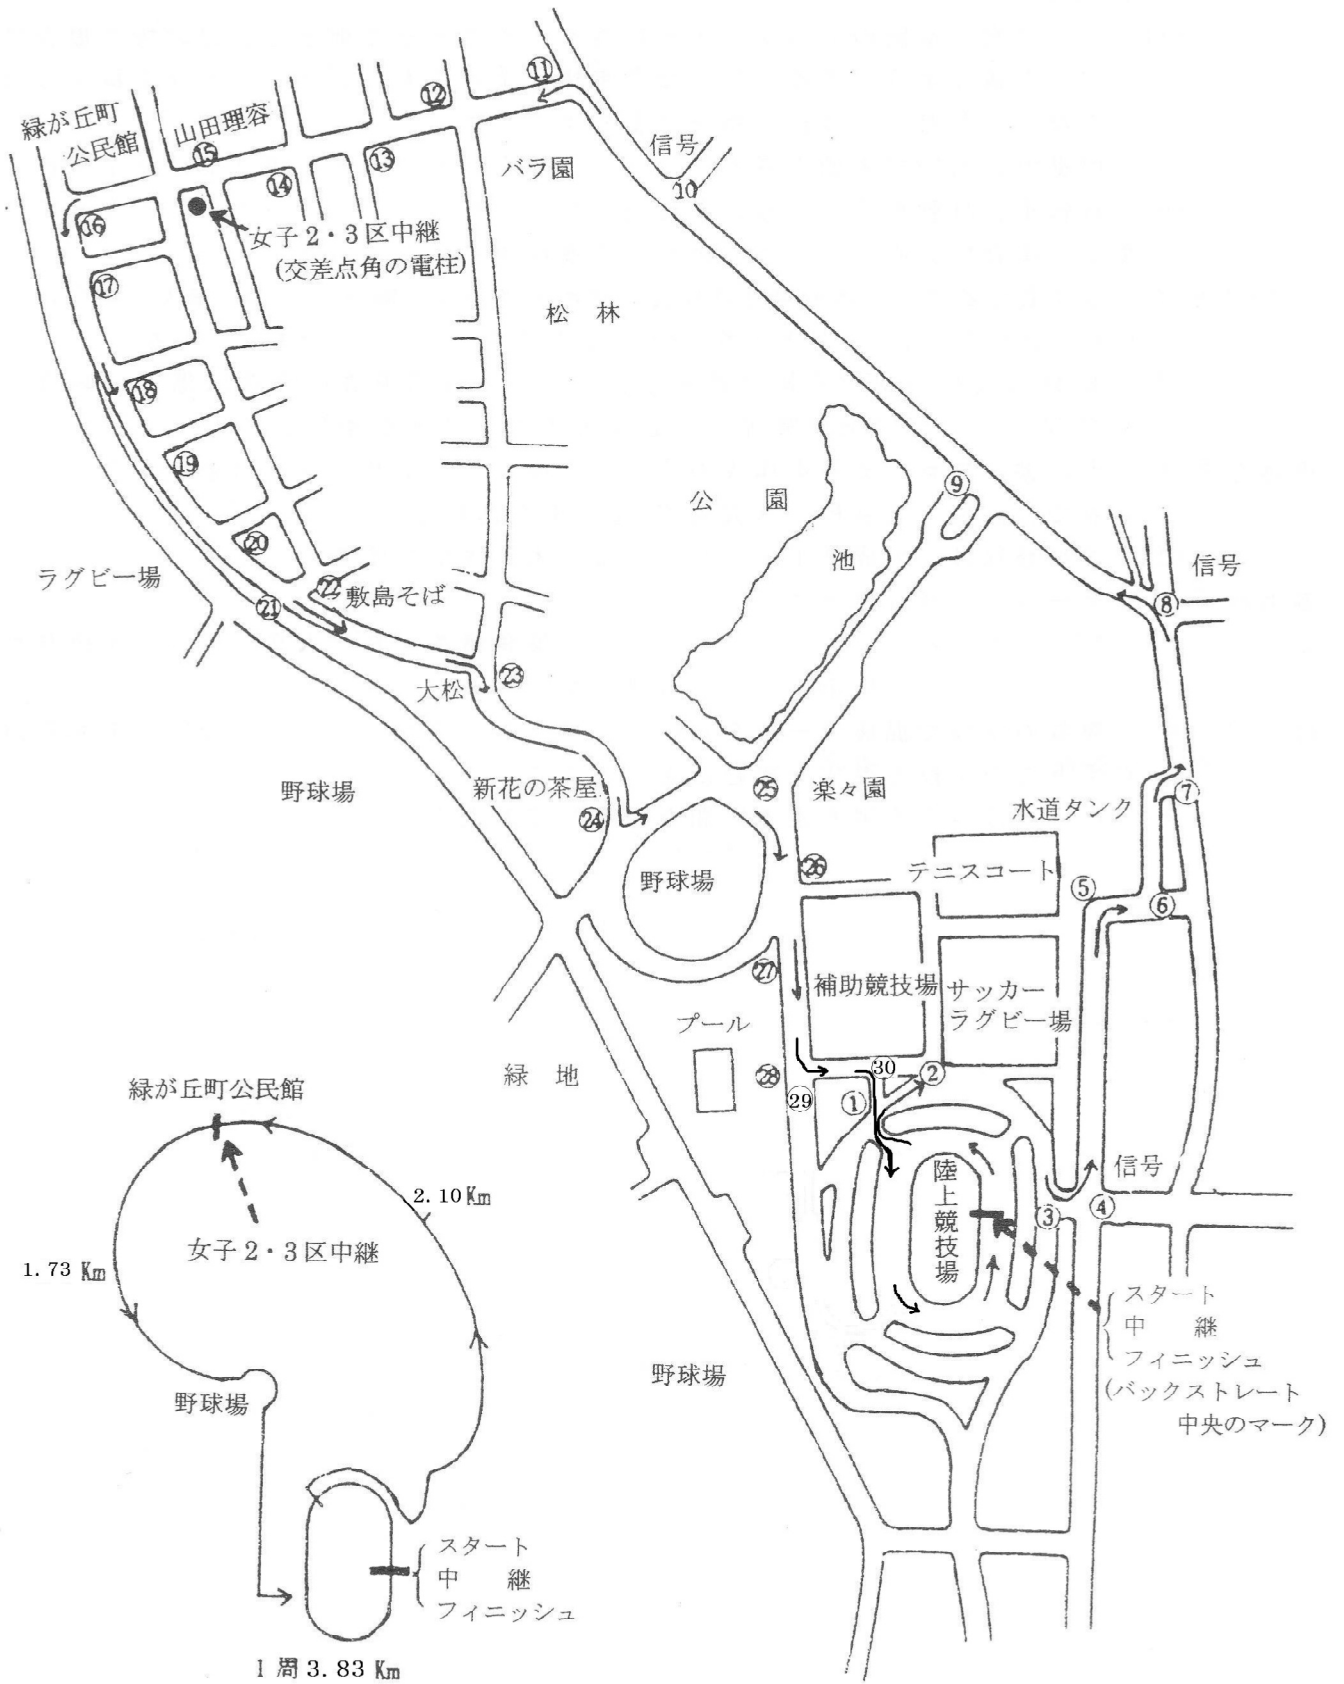 ⑪
⑫
緑が丘町
公民館
山田理容
⑮
信号
⑬
バラ園
⑭
10
⑯
女子2・3区中継
(交差点角の電柱)
⑰
松林
⑱
⑲
⑨
公園
池
⑳
信号
ラグビー場
㉒
敷島そば
⑧
㉑
㉓
大松
新花の茶屋
㉕
楽々園
⑦
野球場
水道タンク
㉔
㉖
テニスコート
野球場
⑤
⑥
㉗
補助競技場
サッカー
ラグビー場
プール
緑地
㉘
㉚
②
緑が丘町公民館
㉙
①
信号
陸上競技場
2.10Km
③
④
女子2・3区中継
1.73Km
スタート
中継
フィニッシュ
(バックストレート
中央のマーク)
野球場
野球場
スタート
中継
フィニッシュ
1周3.83Km